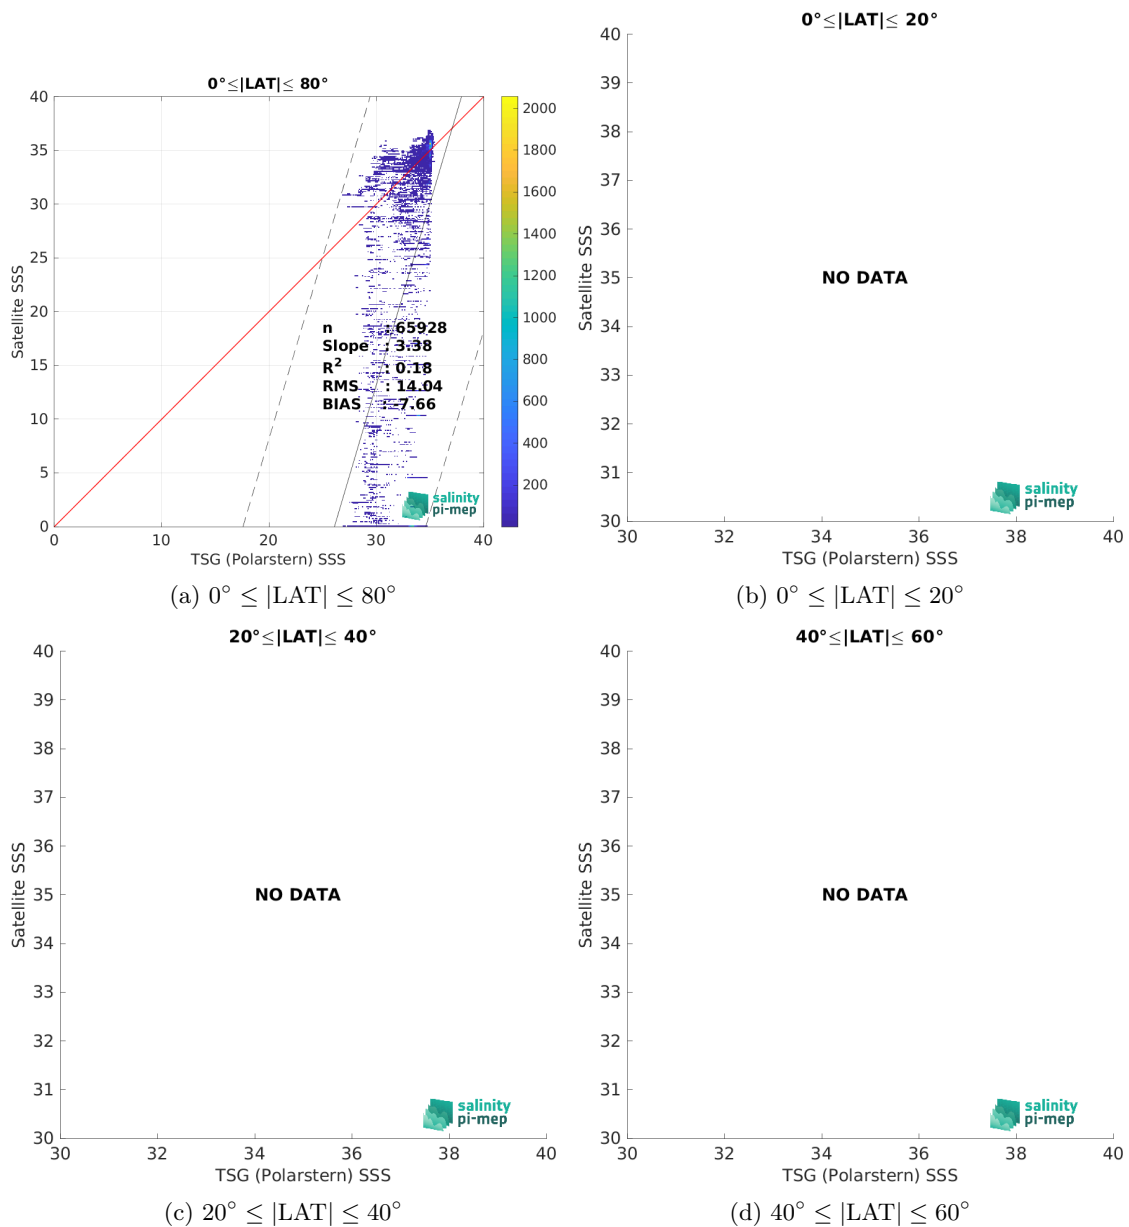 0°≤|LAT|≤ 80°
40
35
30
25
20
15
10
5
0
Satellite SSS
n : 65928
Slope : 3.38
R² : 0.18
RMS : 14.04
BIAS : -7.66
salinity
pi-mep
0 10 20 30 40
TSG (Polarstern) SSS
2000
1800
1600
1400
1200
1000
800
600
400
200
(a) 0° ≤ |LAT| ≤ 80°
0°≤|LAT|≤ 20°
40
39
38
37
36
35
34
33
32
31
30
Satellite SSS
NO DATA
salinity
pi-mep
30 32 34 36 38 40
TSG (Polarstern) SSS
(b) 0° ≤ |LAT| ≤ 20°
20°≤|LAT|≤ 40°
40
39
38
37
36
35
34
33
32
31
30
Satellite SSS
NO DATA
salinity
pi-mep
30 32 34 36 38 40
TSG (Polarstern) SSS
(c) 20° ≤ |LAT| ≤ 40°
40°≤|LAT|≤ 60°
40
39
38
37
36
35
34
33
32
31
30
Satellite SSS
NO DATA
salinity
pi-mep
30 32 34 36 38 40
TSG (Polarstern) SSS
(d) 40° ≤ |LAT| ≤ 60°